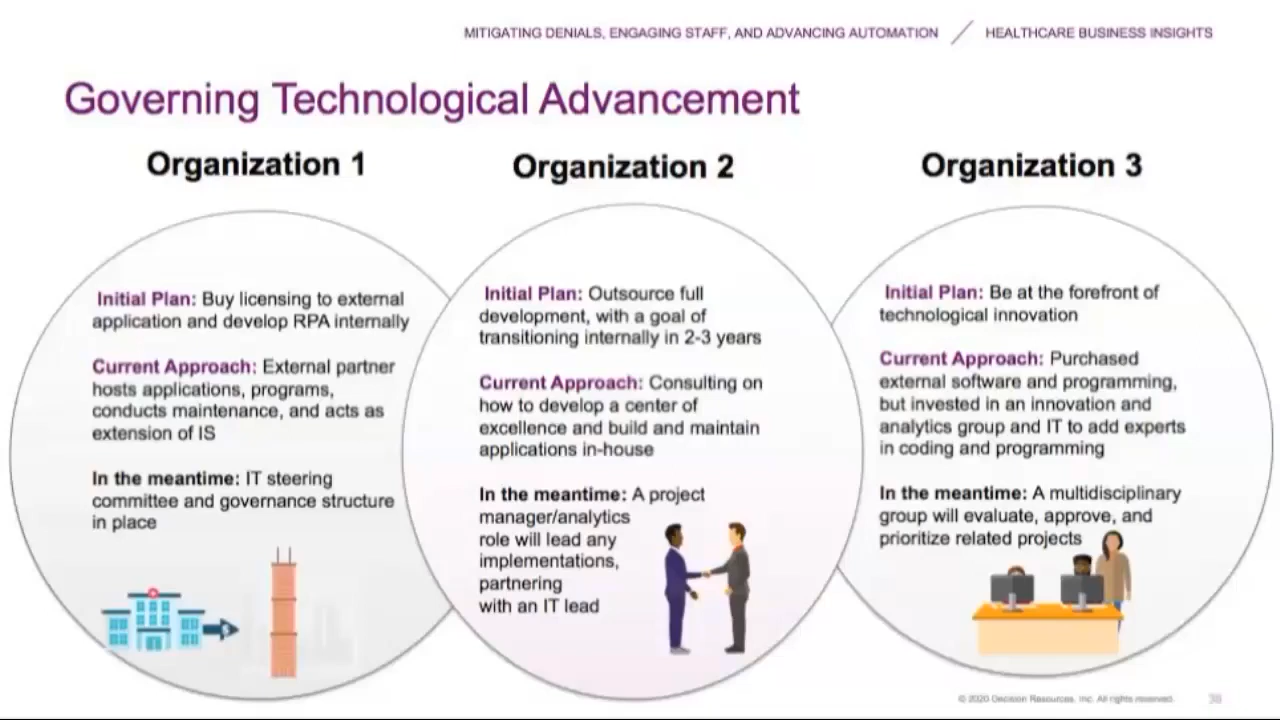 MITIGATING DENIALS, ENGAGING STAFF, AND ADVANCING AUTOMATION
HEALTHCARE BUSINESS INSIGHTS
Governing Technological Advancement
Organization 1
Initial Plan: Buy licensing to external
application and develop RPA internally
Current Approach: External partner
hosts applications, programs,
conducts maintenance, and acts as
extension of IS
In the meantime: IT steering
committee and governance structure
in place
$
Organization 2
Initial Plan: Outsource full
development, with a goal of
transitioning internally in 2-3 years
Current Approach: Consulting on
how to develop a center of
excellence and build and maintain
applications in-house
In the meantime: A project
manager/analytics
role will lead any
implementations,
partnering
with an IT lead
Organization 3
Initial Plan: Be at the forefront of
technological innovation
Current Approach: Purchased
external software and programming,
but invested in an innovation and
analytics group and IT to add experts
in coding and programming
In the meantime: A multidisciplinary
group will evaluate, approve, and
prioritize related projects
© 2020 Decision Resources, Inc. All rights reserved.